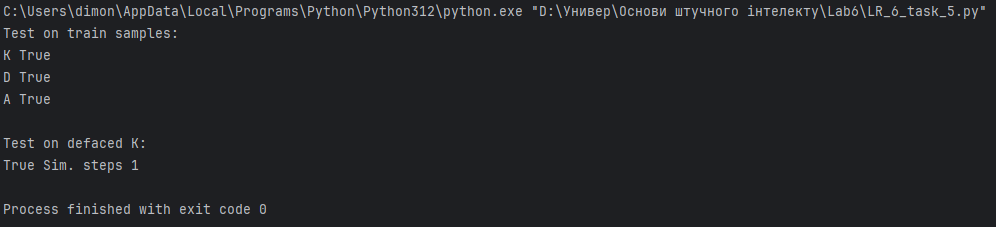 C:\Users\dimon\AppData\Local\Programs\Python\Python312\python.exe "D:\Универ\Основи штучного інтелекту\Lab6\LR_6_task_5.py"
Test on train samples:
K True
D True
A True
Test on defaced K:
True Sim. steps 1
Process finished with exit code 0